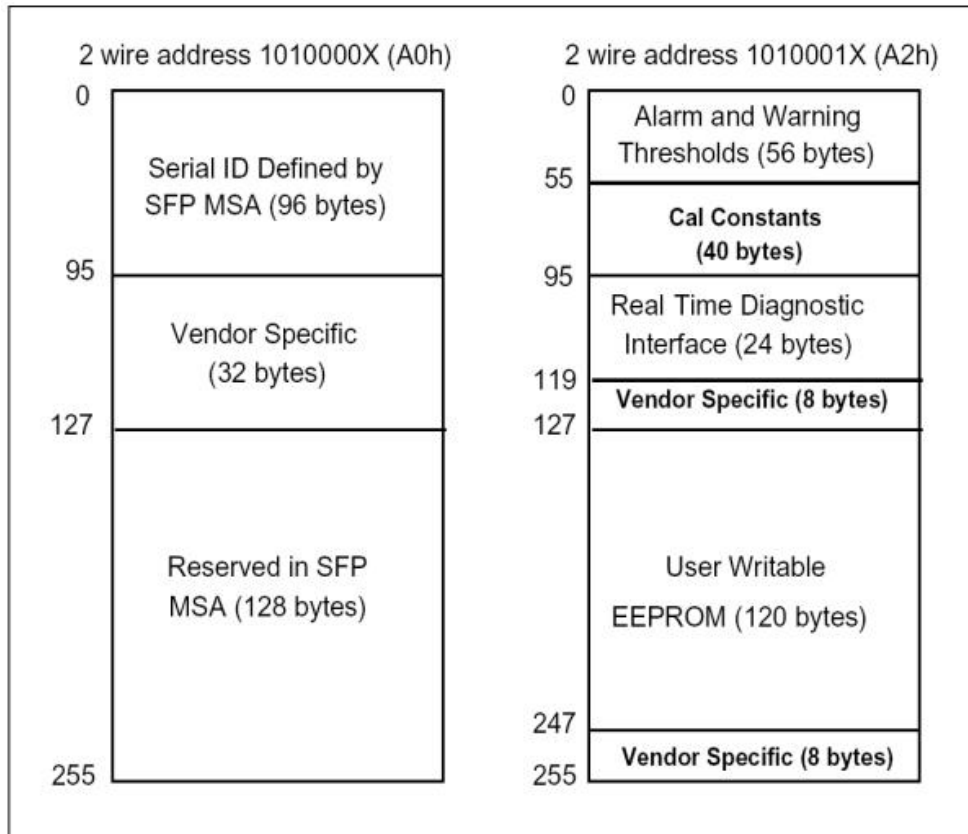 2 wire address 1010000X (A0h)
0
Serial ID Defined by
SFP MSA (96 bytes)
95
Vendor Specific
(32 bytes)
127
Reserved in SFP
MSA (128 bytes)
255
2 wire address 1010001X (A2h)
0
Alarm and Warning
Thresholds (56 bytes)
55
Cal Constants
(40 bytes)
95
Real Time Diagnostic
Interface (24 bytes)
119
Vendor Specific (8 bytes)
127
User Writable
EEPROM (120 bytes)
247
Vendor Specific (8 bytes)
255